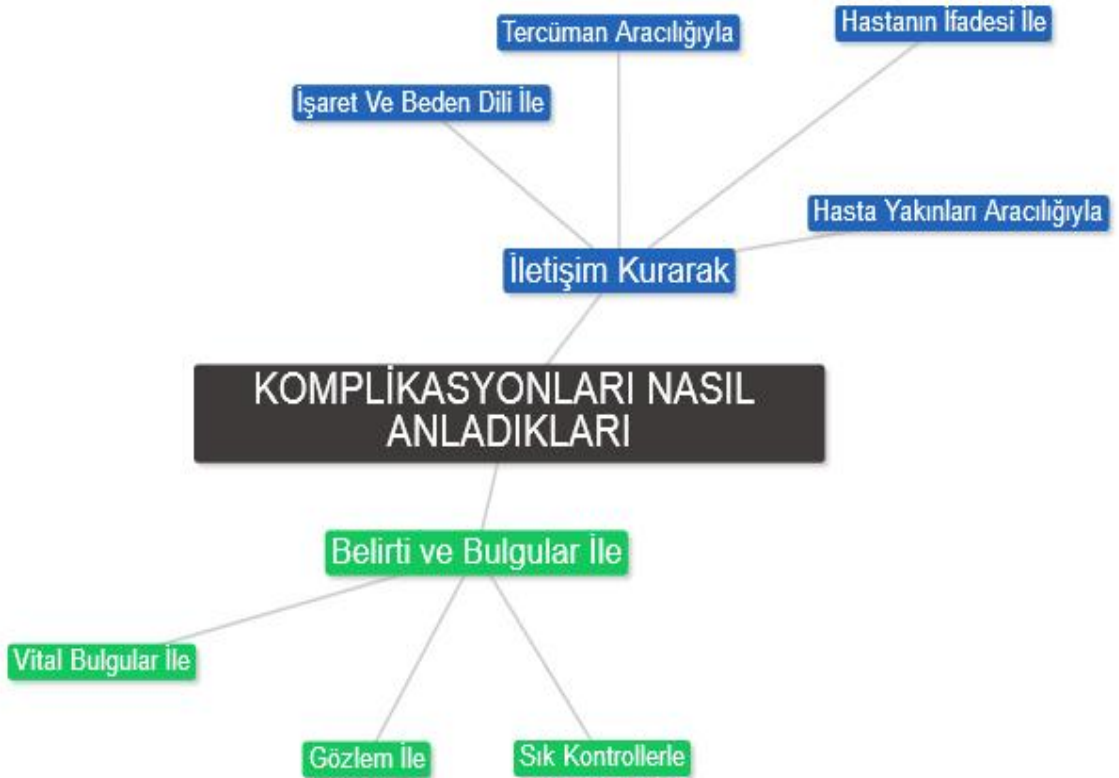 Tercüman Aracılığıyla
Hastanın İfadesi İle
İşaret Ve Beden Dili İle
Hasta Yakınları Aracılığıyla
İletişim Kurarak
KOMPLİKASYONLARI NASIL
ANLADIKLARI
Belirti ve Bulgular İle
Vital Bulgular İle
Gözlem İle
Sık Kontrollerle